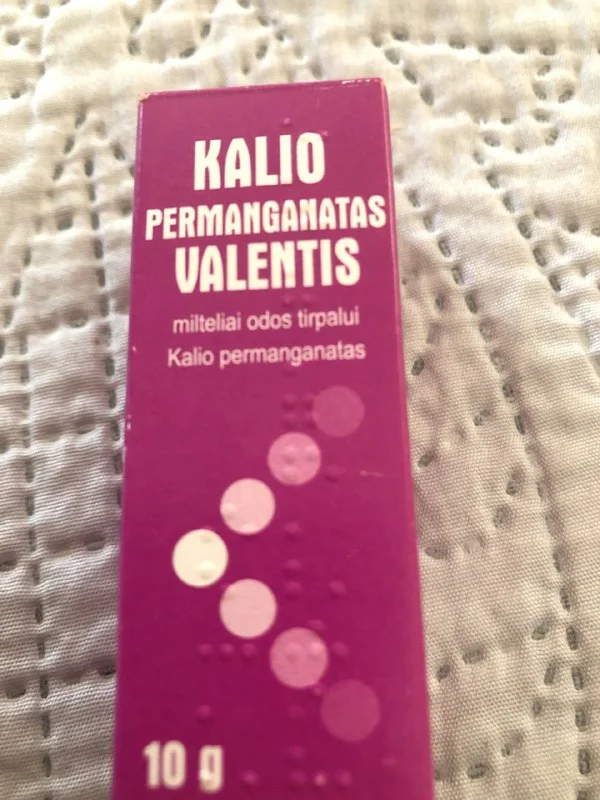 KALIO
PERMANGANATAS
VALENTIS
milteliai odos tirpalui
Kalio permanganatas
10 g